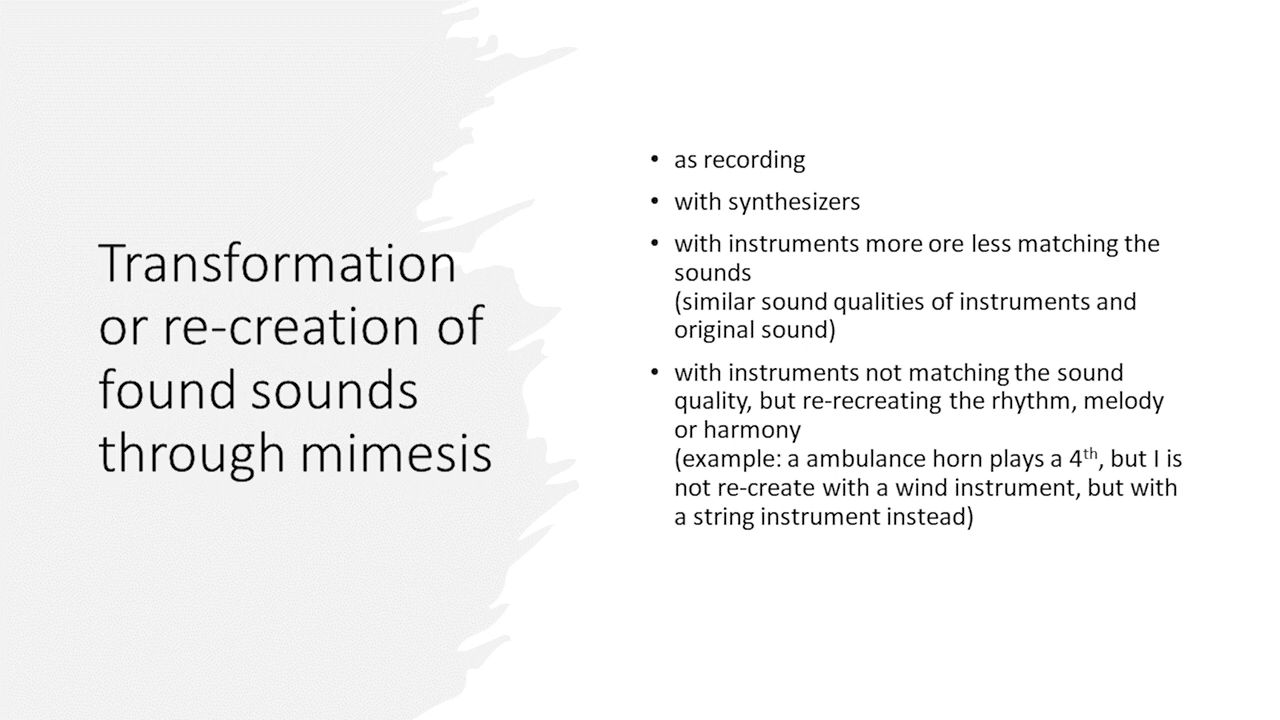 Transformation
or re-creation of
found sounds
through mimesis
• as recording
• with synthesizers
• with instruments more ore less matching the
sounds
(similar sound qualities of instruments and
original sound)
• with instruments not matching the sound
quality, but re-recreating the rhythm, melody
or harmony
(example: a ambulance horn plays a 4th, but I is
not re-create with a wind instrument, but with
a string instrument instead)